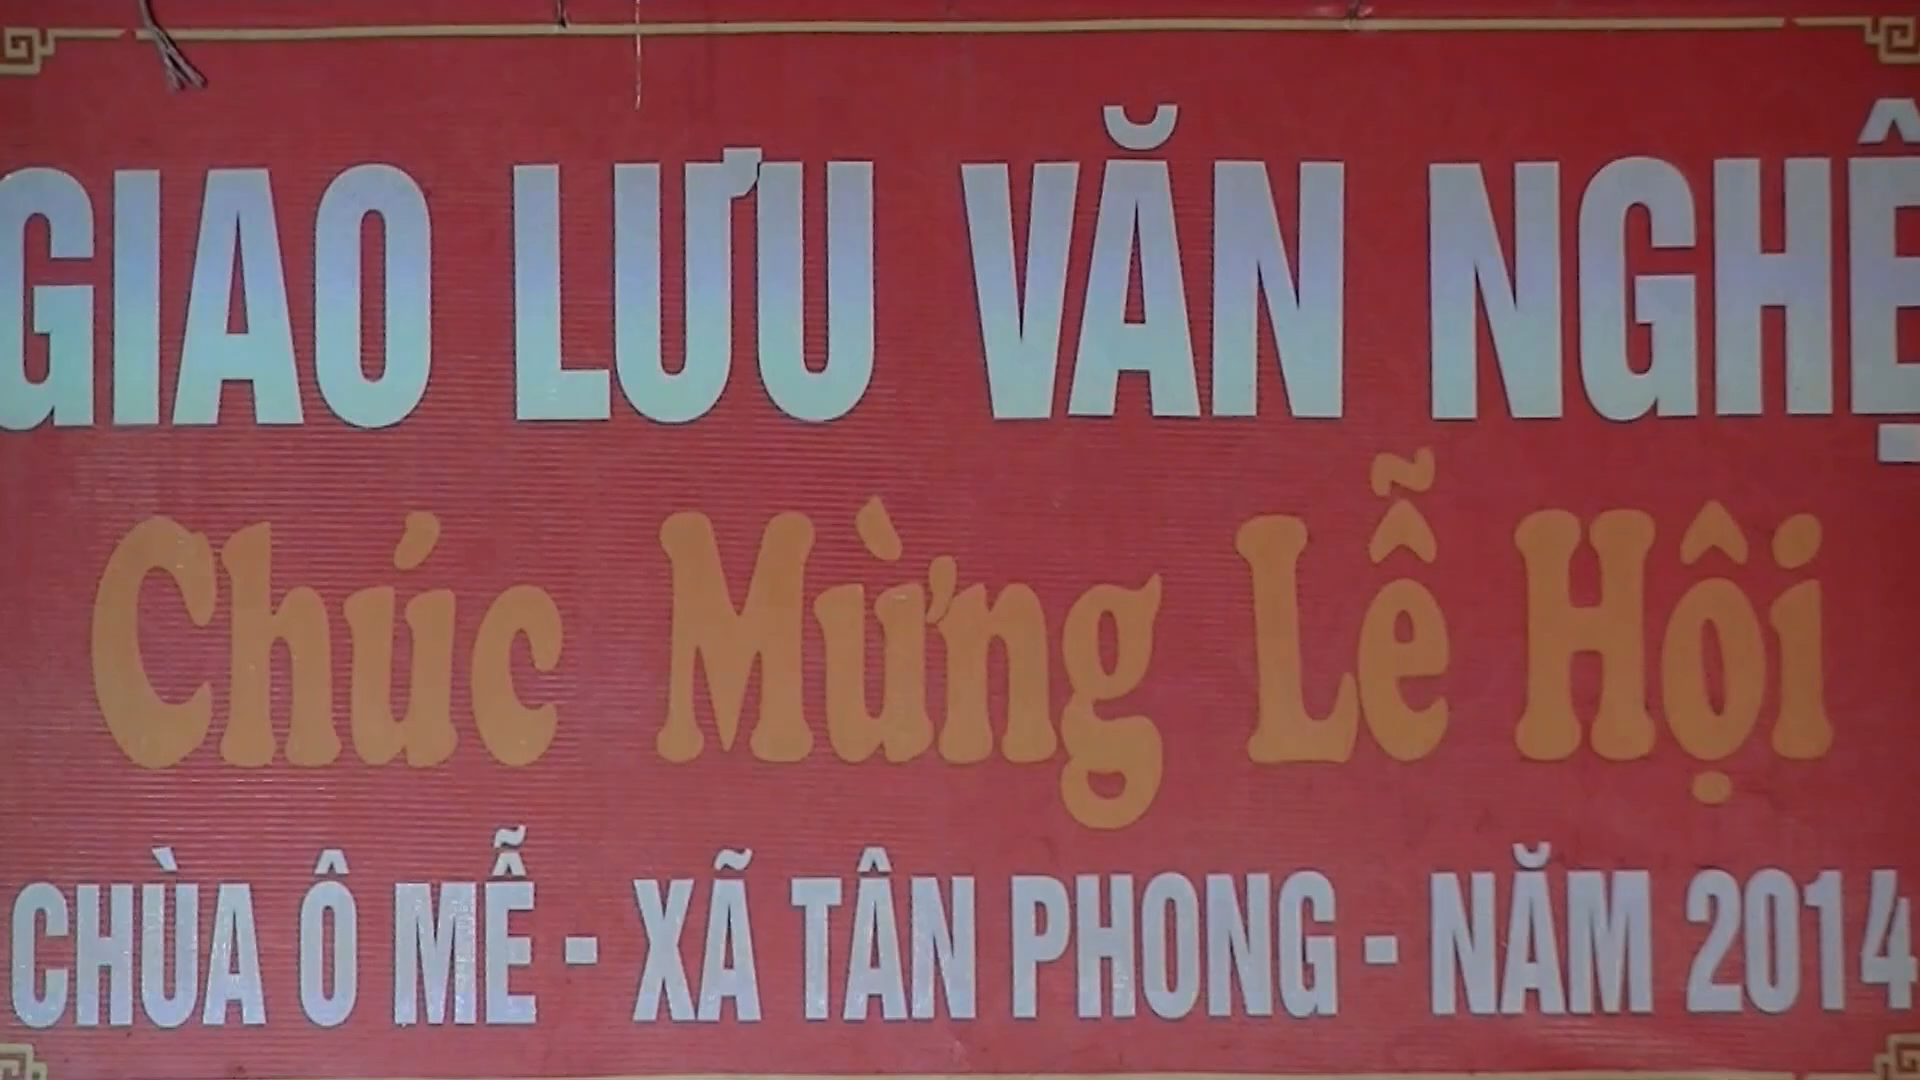 GIAO LƯU VĂN NGHỆ
Chúc Mừng Lễ Hội
CHÙA Ô MỄ - XÃ TÂN PHONG - NĂM 2014